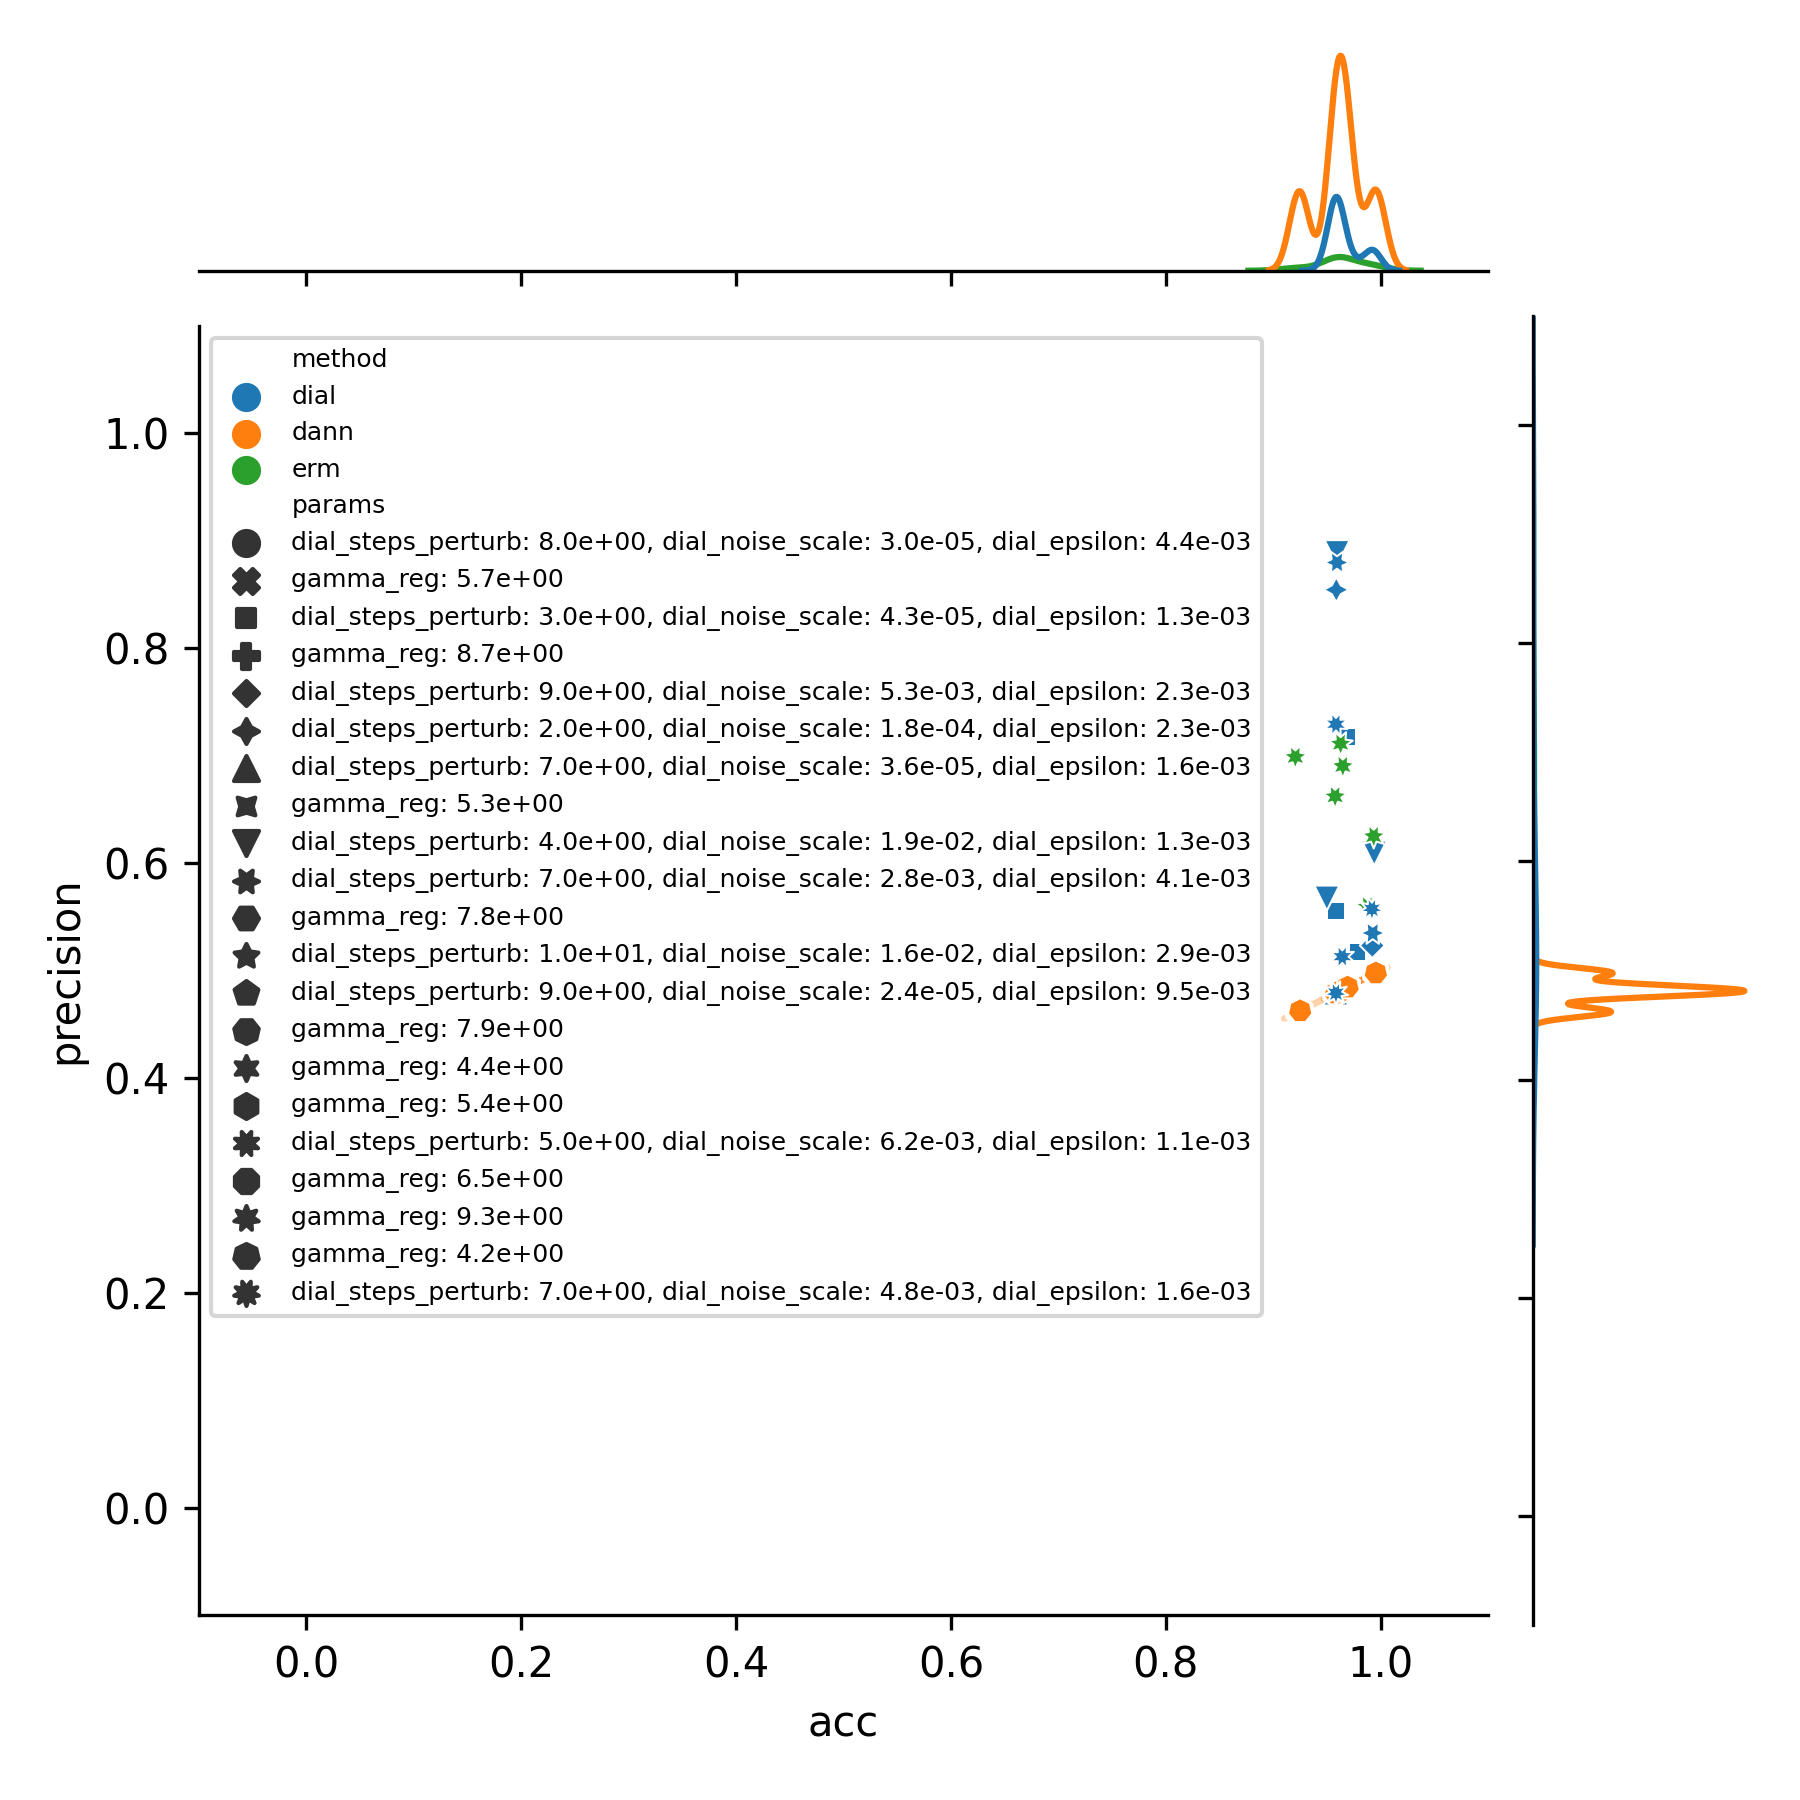 method
dial
dann
erm
params
dial_steps_perturb: 8.0e+00, dial_noise_scale: 3.0e-05, dial_epsilon: 4.4e-03
gamma_reg: 5.7e+00
dial_steps_perturb: 3.0e+00, dial_noise_scale: 4.3e-05, dial_epsilon: 1.3e-03
gamma_reg: 8.7e+00
dial_steps_perturb: 9.0e+00, dial_noise_scale: 5.3e-03, dial_epsilon: 2.3e-03
dial_steps_perturb: 2.0e+00, dial_noise_scale: 1.8e-04, dial_epsilon: 2.3e-03
dial_steps_perturb: 7.0e+00, dial_noise_scale: 3.6e-05, dial_epsilon: 1.6e-03
gamma_reg: 5.3e+00
dial_steps_perturb: 4.0e+00, dial_noise_scale: 1.9e-02, dial_epsilon: 1.3e-03
dial_steps_perturb: 7.0e+00, dial_noise_scale: 2.8e-03, dial_epsilon: 4.1e-03
gamma_reg: 7.8e+00
dial_steps_perturb: 1.0e+01, dial_noise_scale: 1.6e-02, dial_epsilon: 2.9e-03
dial_steps_perturb: 9.0e+00, dial_noise_scale: 2.4e-05, dial_epsilon: 9.5e-03
gamma_reg: 7.9e+00
gamma_reg: 4.4e+00
gamma_reg: 5.4e+00
dial_steps_perturb: 5.0e+00, dial_noise_scale: 6.2e-03, dial_epsilon: 1.1e-03
gamma_reg: 6.5e+00
gamma_reg: 9.3e+00
gamma_reg: 4.2e+00
dial_steps_perturb: 7.0e+00, dial_noise_scale: 4.8e-03, dial_epsilon: 1.6e-03
1.0
0.8
0.6
0.4
0.2
0.0
precision
0.0 0.2 0.4 0.6 0.8 1.0
acc